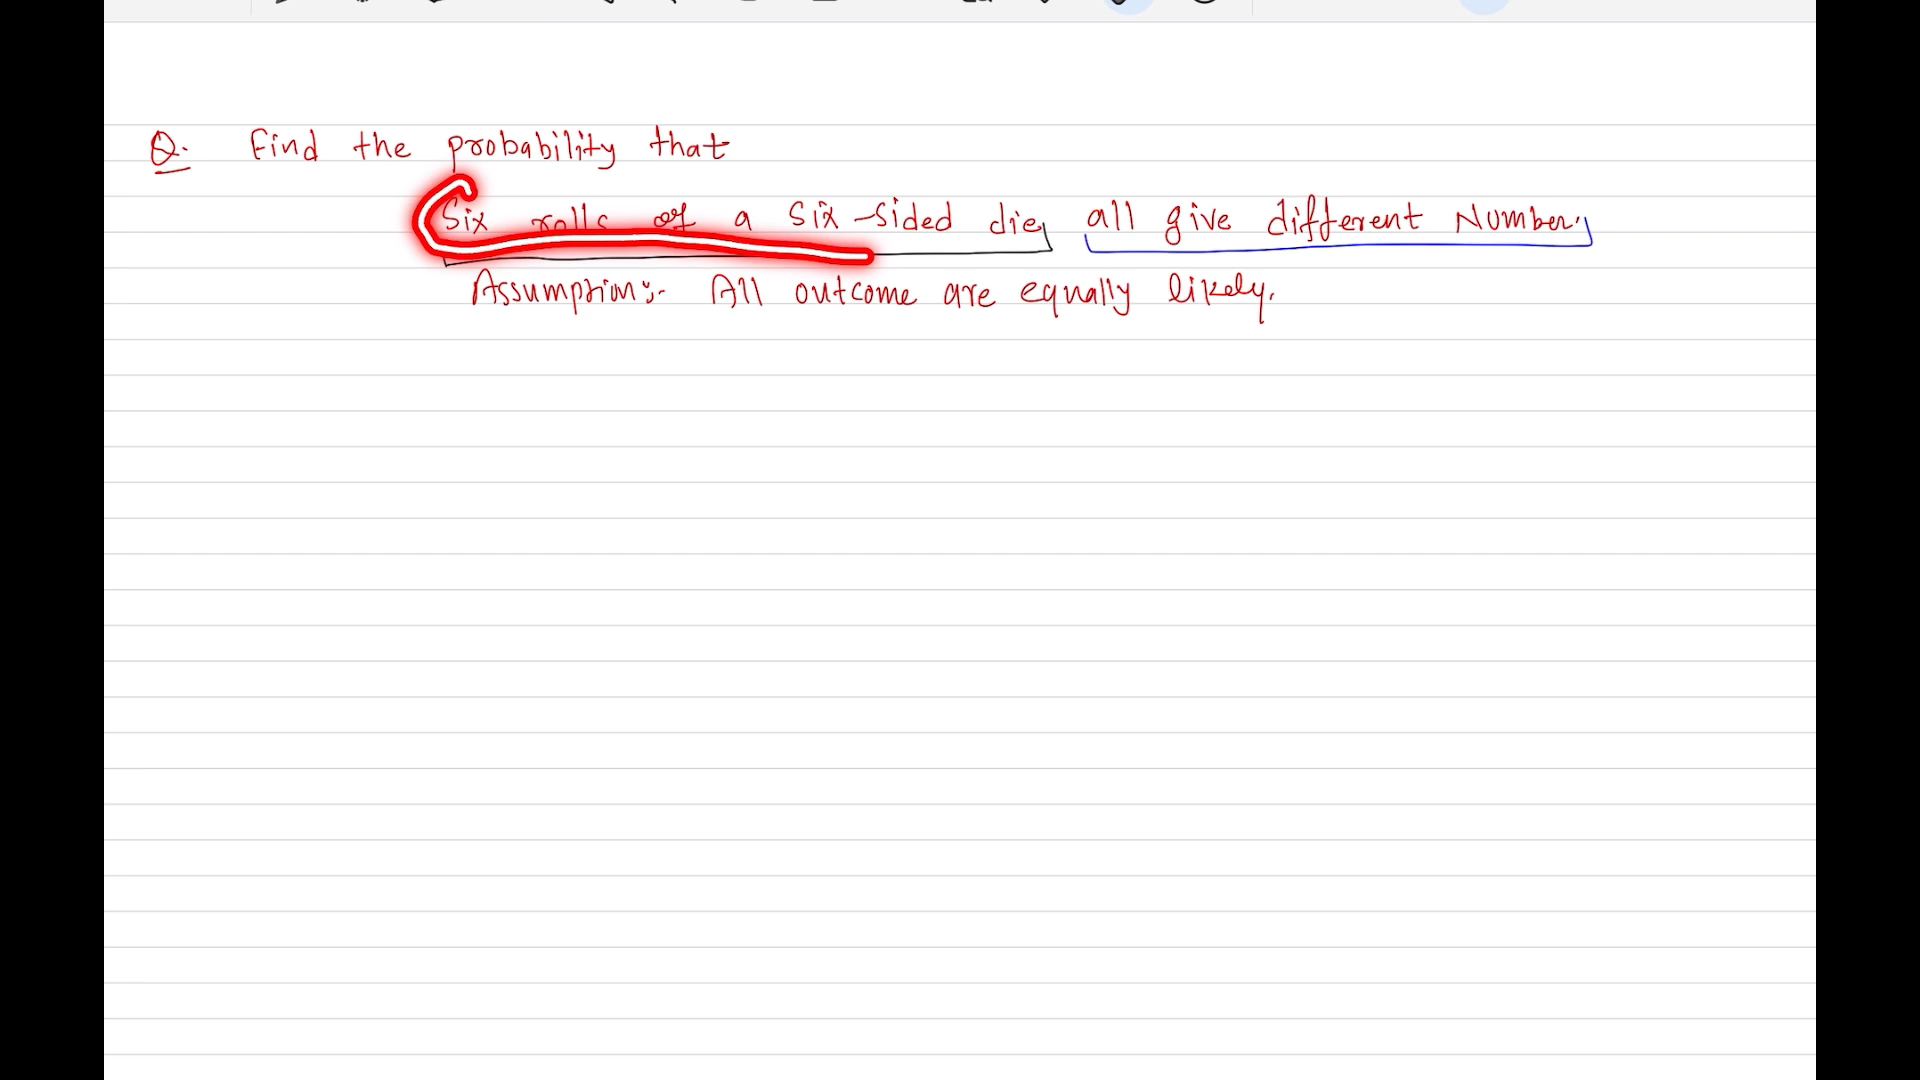 Q. Find the probability that
Six rolls of a Six-sided die, all give different Number.
Assumption:- All outcome are equally likely.